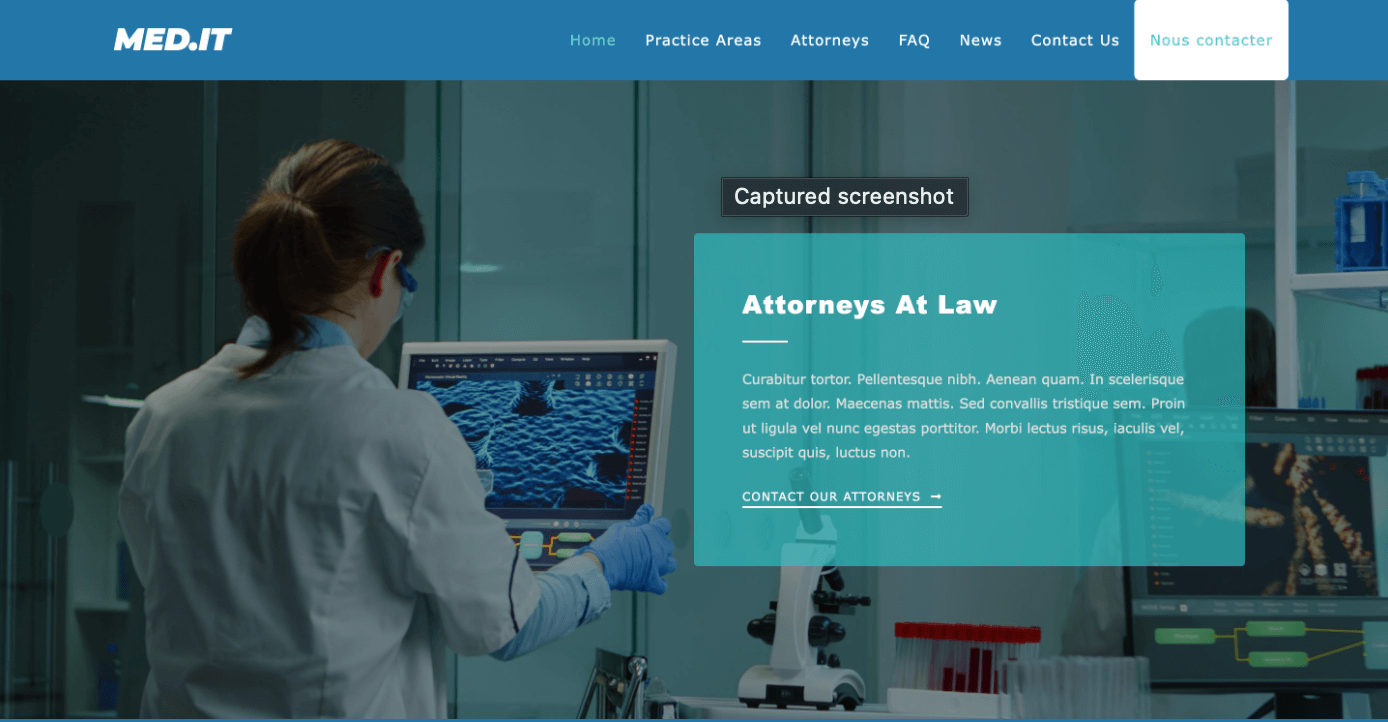 MED.IT
Home Practice Areas Attorneys FAQ News Contact Us Nous contacter
Captured screenshot
Attorneys At Law
Curabitur tortor. Pellentesque nibh. Aenean quam. In scelerisque
sem at dolor. Maecenas mattis. Sed convallis tristique sem. Proin
ut ligula vel nunc egestas porttitor. Morbi lectus risus, iaculis vel,
suscipit quis, luctus non.
CONTACT OUR ATTORNEYS →